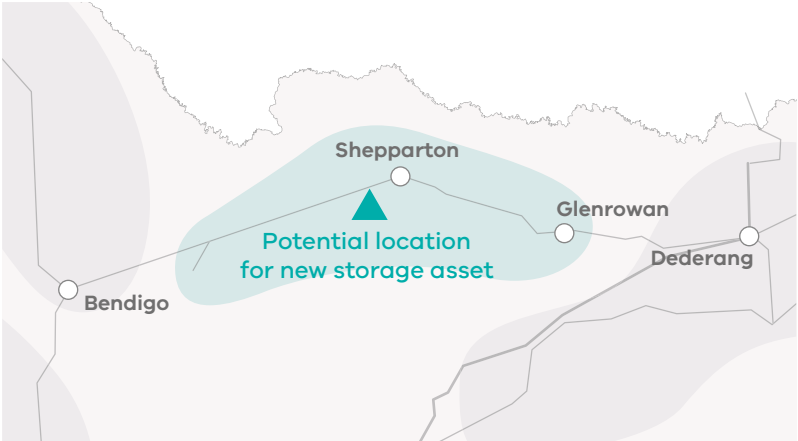 Shepparton
Glenrowan
Potential location
for new storage asset
Dederang
Bendigo